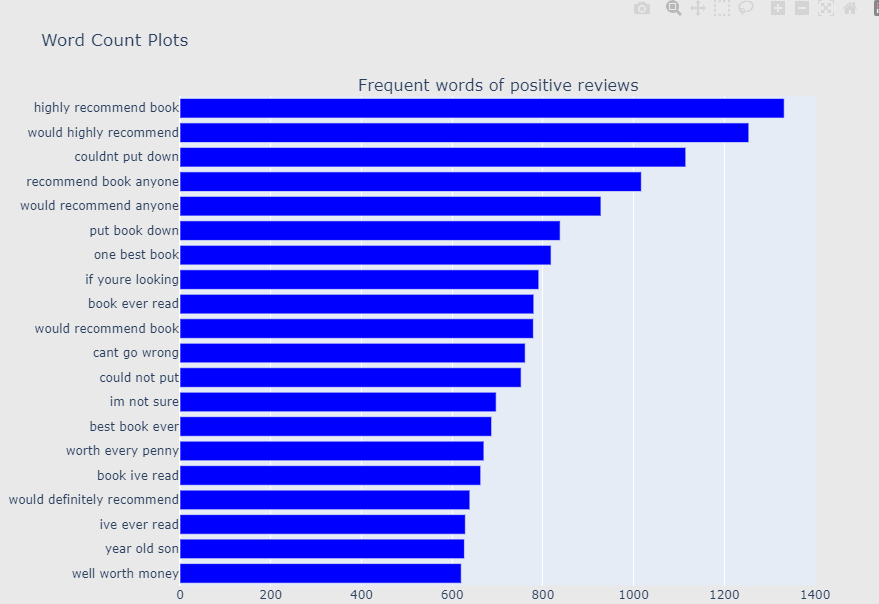 Word Count Plots
Frequent words of positive reviews
highly recommend book
would highly recommend
couldnt put down
recommend book anyone
would recommend anyone
put book down
one best book
if youre looking
book ever read
would recommend book
cant go wrong
could not put
im not sure
best book ever
worth every penny
book ive read
would definitely recommend
ive ever read
year old son
well worth money
0 200 400 600 800 1000 1200 1400